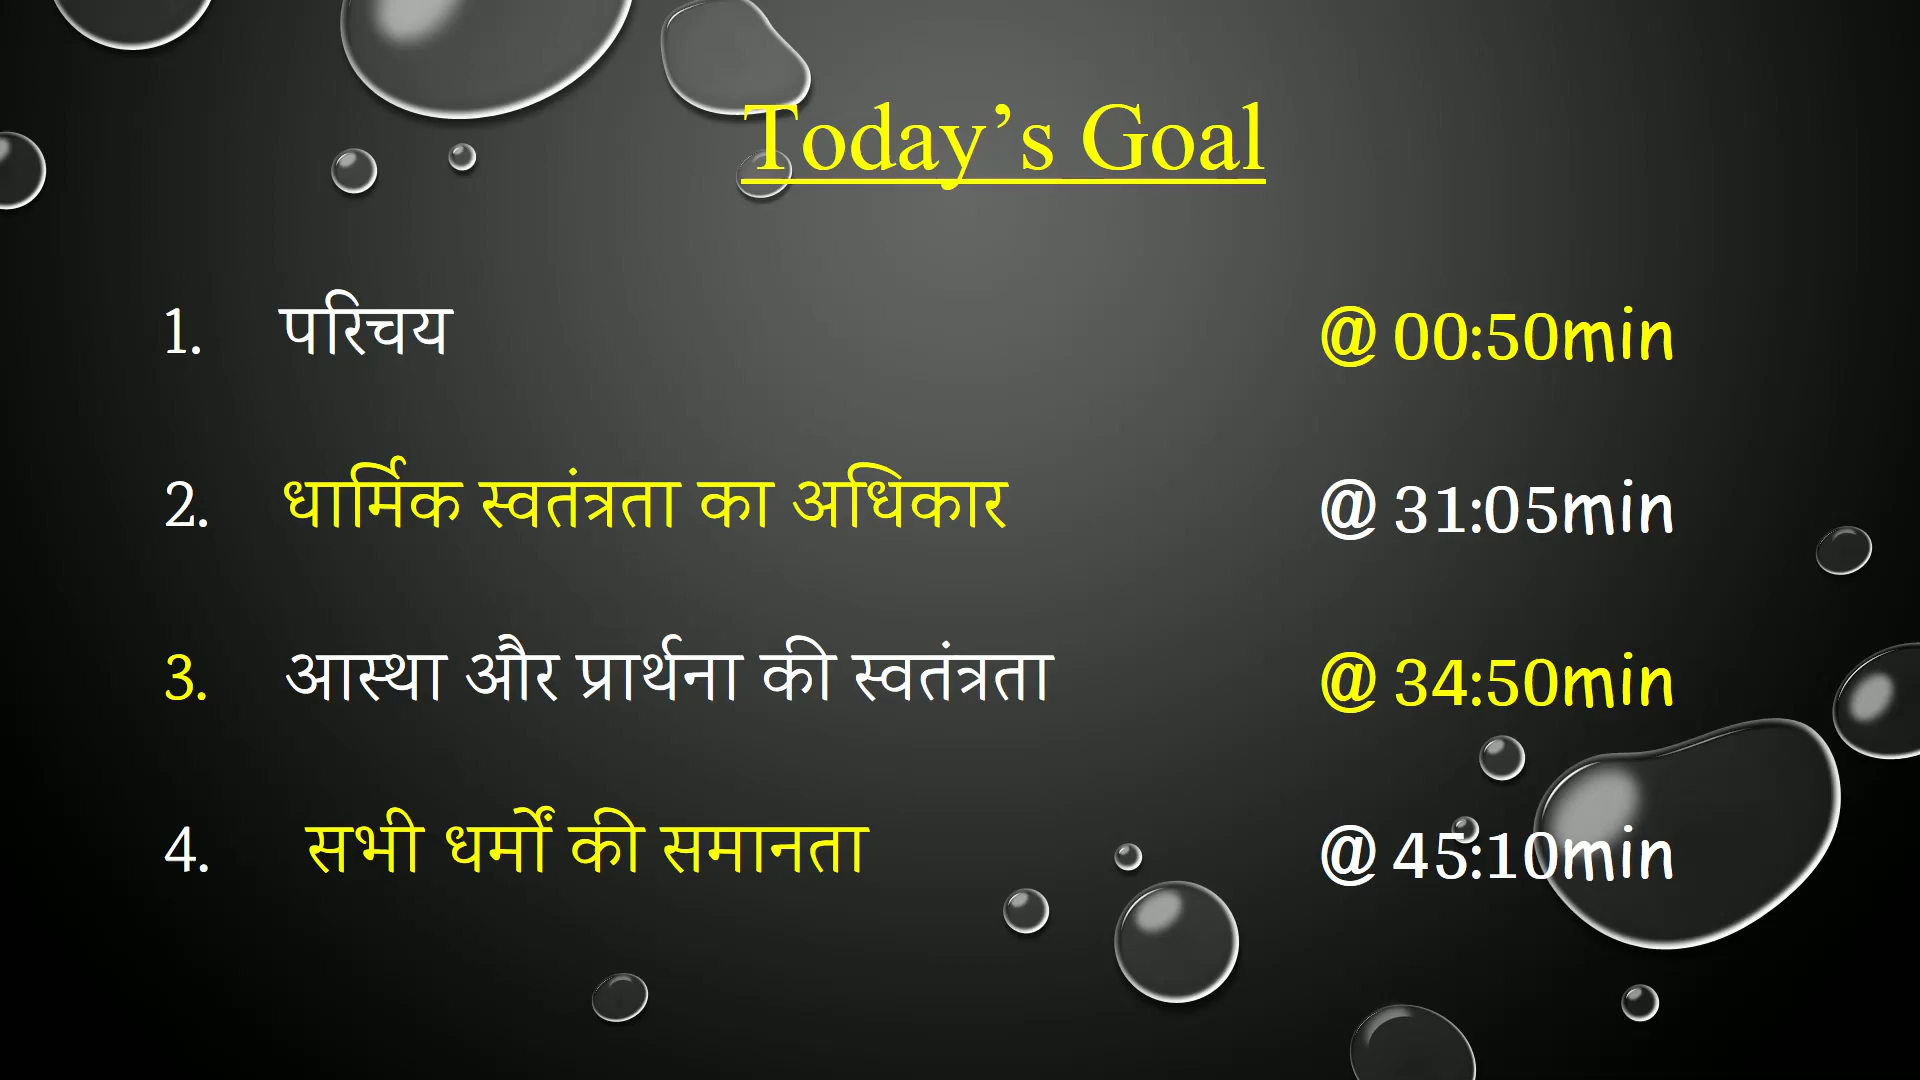 Today’s Goal
1. परिचय @ 00:50min
2. धार्मिक स्वतंत्रता का अधिकार @ 31:05min
3. आस्था और प्रार्थना की स्वतंत्रता @ 34:50min
4. सभी धर्मों की समानता @ 45:10min